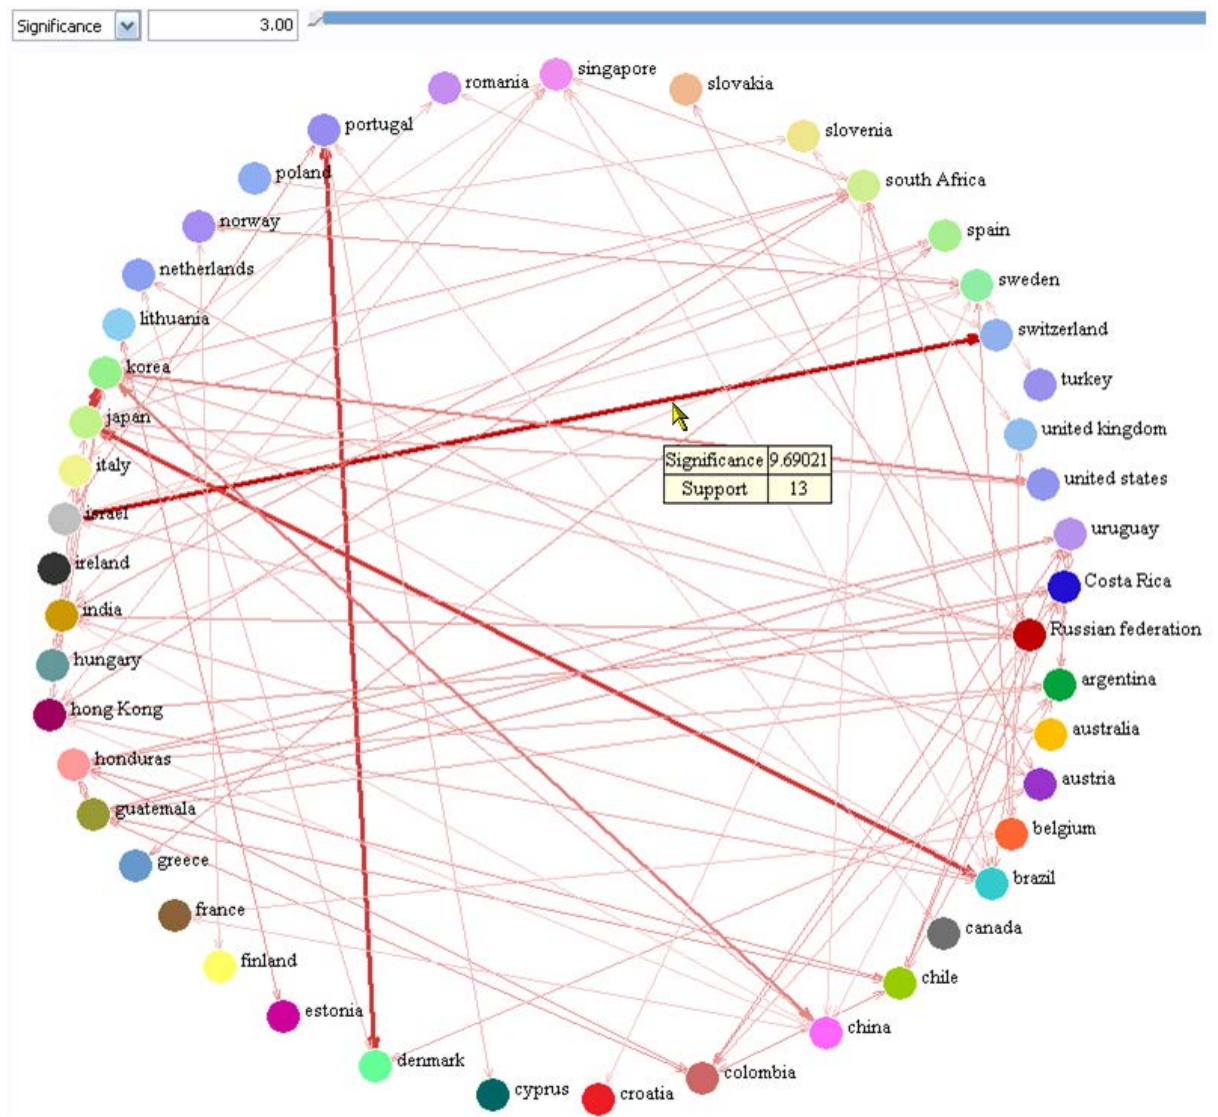 Significance 3.00
singapore
romania
slovakia
portugal
slovenia
poland
south Africa
norway
spain
netherlands
sweden
lithuania
switzerland
korea
turkey
japan
united kingdom
italy
Significance 9.69021
united states
Support 13
israel
uruguay
ireland
Costa Rica
india
Russian federation
hungary
argentina
hong Kong
australia
honduras
austria
guatemala
belgium
greece
brazil
france
canada
finland
chile
estonia
china
denmark
colombia
cyprus
croatia